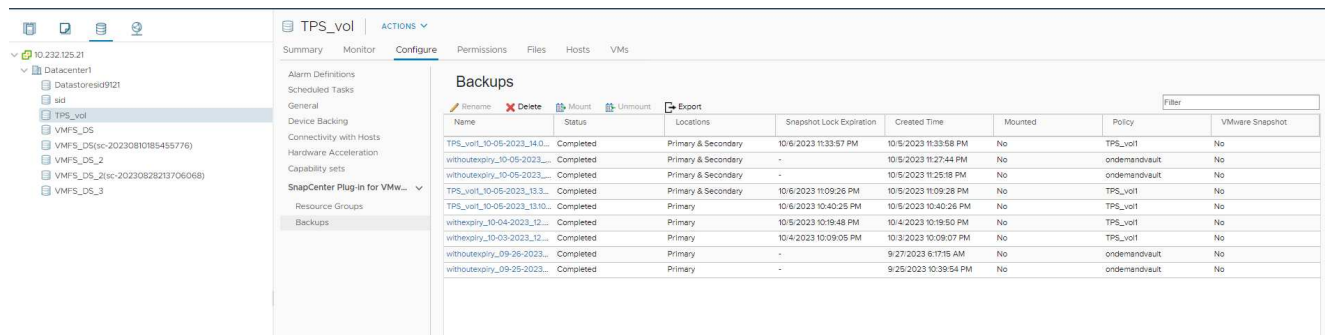 TPS_vol ACTIONS
Summary Monitor Configure Permissions Files Hosts VMs
10.232.125.21
Datacenter1
Datastoresid9121
sid
TPS_vol
VMFS_DS
VMFS_DS(sc-20230810185455776)
VMFS_DS_2
VMFS_DS_2(sc-20230828213706068)
VMFS_DS_3
Alarm Definitions
Scheduled Tasks
General
Device Backing
Connectivity with Hosts
Hardware Acceleration
Capability sets
SnapCenter Plug-in for VMw...
Resource Groups
Backups
Backups
Rename Delete Mount Unmount Export Filter
Name Status Locations Snapshot Lock Expiration Created Time Mounted Policy VMware Snapshot
TPS_vol1_10-05-2023_14.0... Completed Primary & Secondary 10/6/2023 11:33:57 PM 10/5/2023 11:33:58 PM No TPS_vol1 No
withoutexpiry_10-05-2023_... Completed Primary & Secondary - 10/5/2023 11:27:44 PM No ondemandvault No
withoutexpiry_10-05-2023_... Completed Primary & Secondary - 10/5/2023 11:25:18 PM No ondemandvault No
TPS_vol1_10-05-2023_13.3... Completed Primary & Secondary 10/6/2023 11:09:26 PM 10/5/2023 11:09:28 PM No TPS_vol1 No
TPS_vol1_10-05-2023_13.10... Completed Primary 10/6/2023 10:40:25 PM 10/5/2023 10:40:26 PM No TPS_vol1 No
withexpiry_10-04-2023_12.... Completed Primary 10/5/2023 10:19:48 PM 10/4/2023 10:19:50 PM No TPS_vol1 No
withexpiry_10-03-2023_12.... Completed Primary 10/4/2023 10:09:05 PM 10/3/2023 10:09:07 PM No TPS_vol1 No
withoutexpiry_09-26-2023... Completed Primary - 9/27/2023 6:17:15 AM No ondemandvault No
withoutexpiry_09-25-2023... Completed Primary - 9/25/2023 10:39:54 PM No ondemandvault No